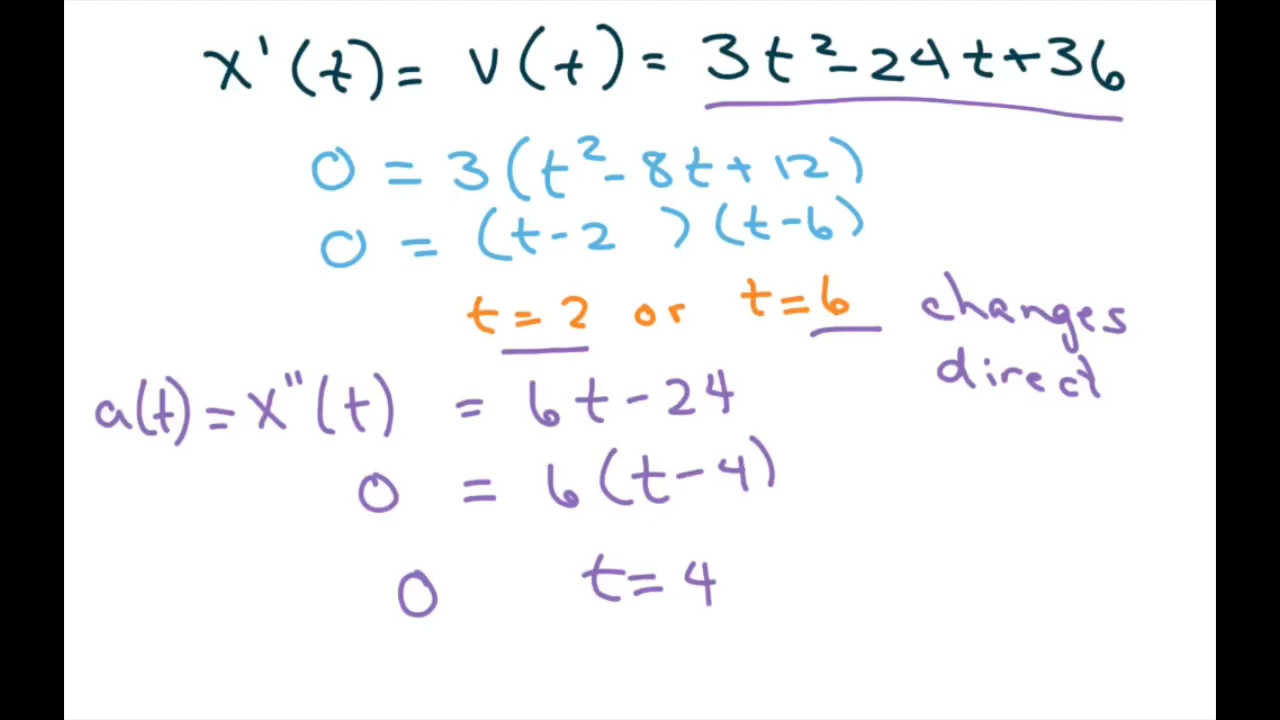 x'(t) = v(t) = 3t²-24t+36
0 = 3(t²-8t+12)
0 = (t-2 )(t-6)
t=2 or t=6 changes
direct
a(t)=x"(t) = 6t-24
0 = 6(t-4)
0 t=4